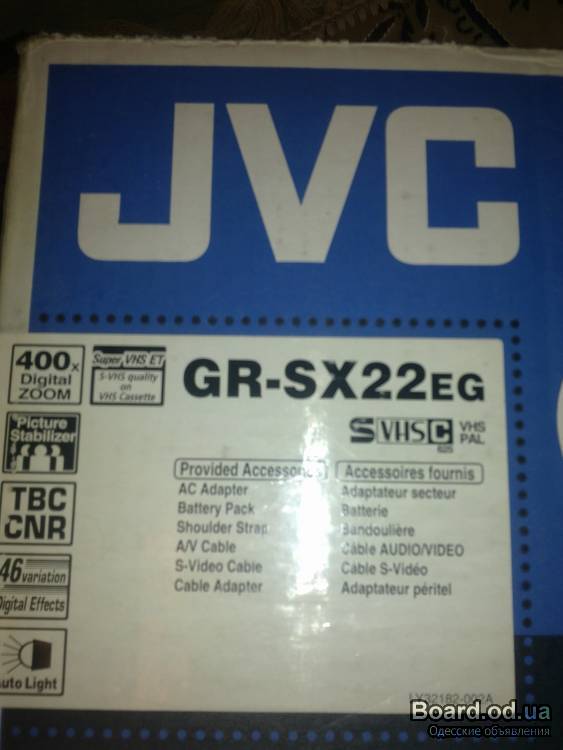 JVC
400x
Digital
ZOOM
Super VHS ET
S-VHS quality
on
VHS Cassette
GR-SX22EG
Picture
Stabilizer
S VHS C
625
VHS
PAL
TBC
CNR
Provided Accessories
AC Adapter
Battery Pack
Shoulder Strap
A/V Cable
S-Video Cable
Cable Adapter
Accessoires fournis
Adaptateur secteur
Batterie
Bandoulière
Câble AUDIO/VIDEO
Câble S-Vidéo
Adaptateur péritel
46 variation
Digital Effects
Auto Light
LY32182-002A
Board.od.ua
Одесские объявления